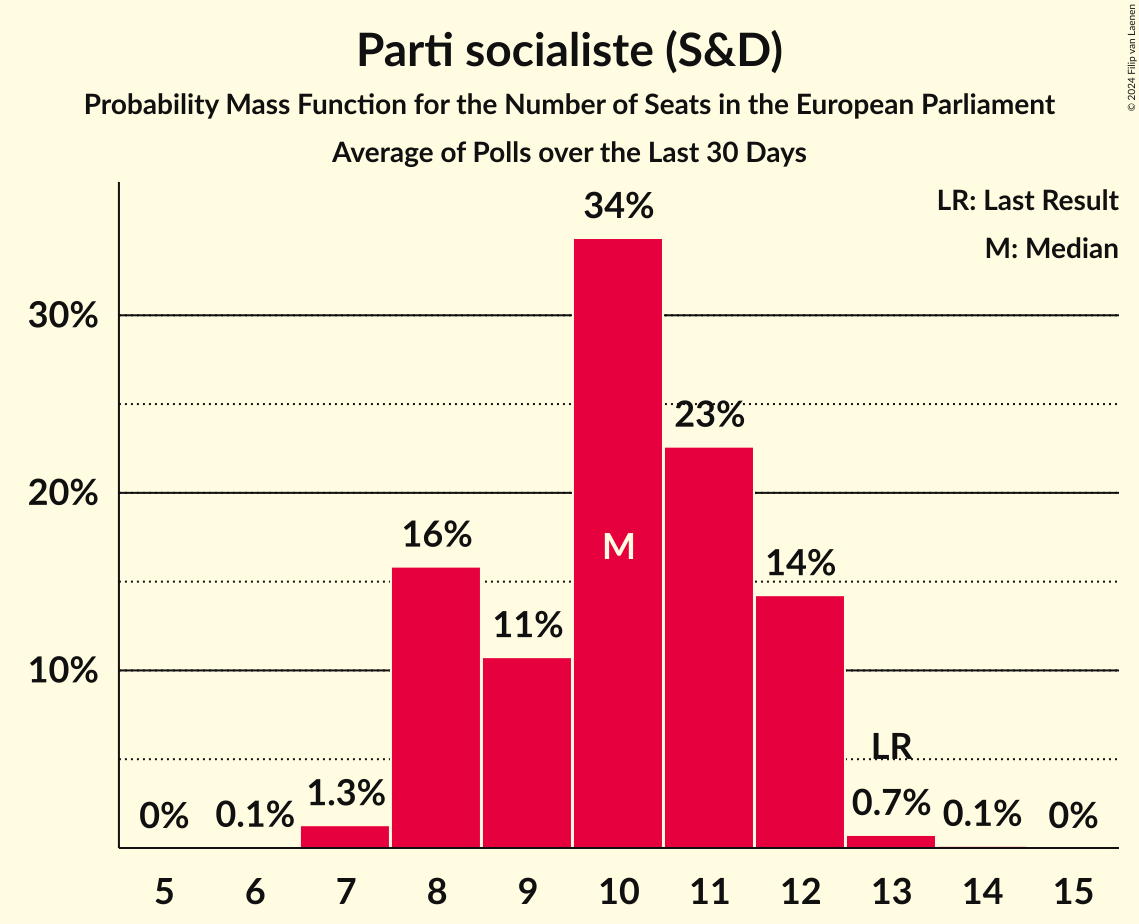 Parti socialiste (S&D)
Probability Mass Function for the Number of Seats in the European Parliament
Average of Polls over the Last 30 Days
© 2024 Filip van Laenen
LR: Last Result
M: Median
34%
30%
23%
20%
16%
M
14%
11%
10%
LR
1.3%
0.7%
0%
0.1%
0.1%
0%
5 6 7 8 9 10 11 12 13 14 15